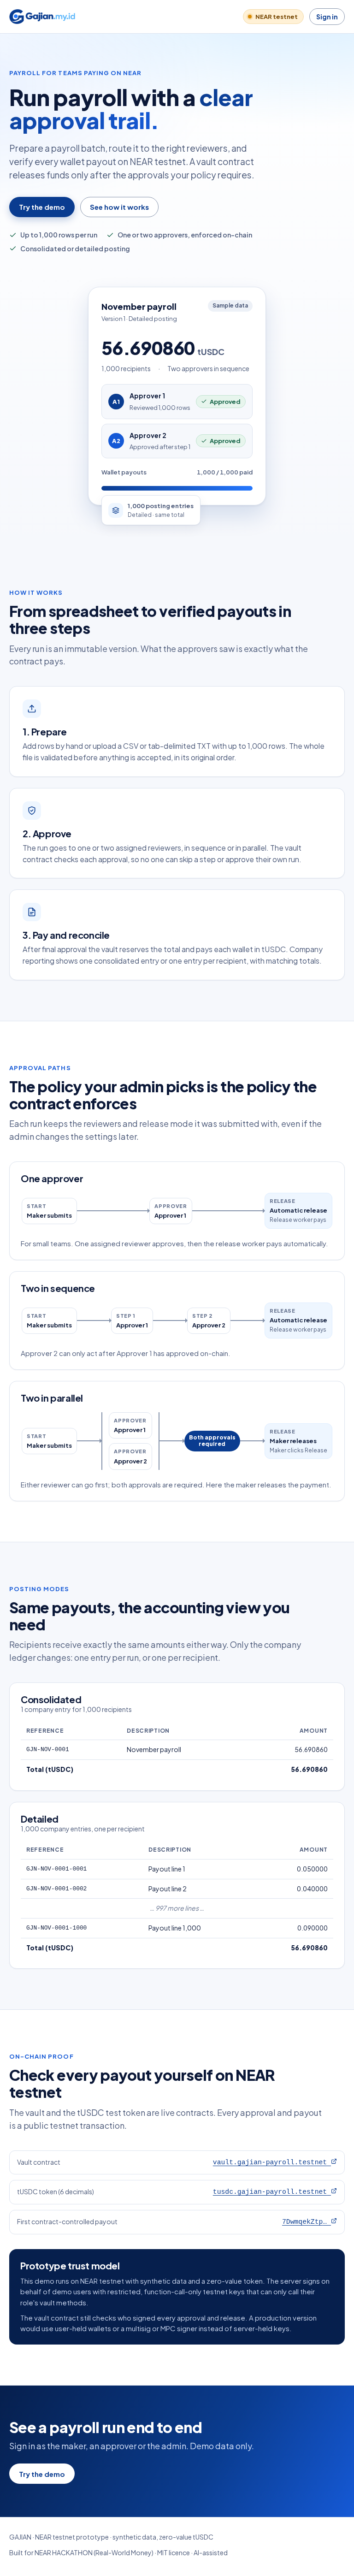 Gajian.my.id
NEAR testnet
Sign in
PAYROLL FOR TEAMS PAYING ON NEAR
Run payroll with a clear
approval trail.
Prepare a payroll batch, route it to the right reviewers, and
verify every wallet payout on NEAR testnet. A vault contract
releases funds only after the approvals your policy requires.
Try the demo
See how it works
Up to 1,000 rows per run
One or two approvers, enforced on-chain
Consolidated or detailed posting
November payroll
Sample data
Version 1 · Detailed posting
56.690860 tUSDC
1,000 recipients · Two approvers in sequence
A1
Approver 1
Reviewed 1,000 rows
Approved
A2
Approver 2
Approved after step 1
Approved
Wallet payouts
1,000 / 1,000 paid
1,000 posting entries
Detailed · same total
HOW IT WORKS
From spreadsheet to verified payouts in
three steps
Every run is an immutable version. What the approvers saw is exactly what the
contract pays.
1. Prepare
Add rows by hand or upload a CSV or tab-delimited TXT with up to 1,000 rows. The whole
file is validated before anything is accepted, in its original order.
2. Approve
The run goes to one or two assigned reviewers, in sequence or in parallel. The vault
contract checks each approval, so no one can skip a step or approve their own run.
3. Pay and reconcile
After final approval the vault reserves the total and pays each wallet in tUSDC. Company
reporting shows one consolidated entry or one entry per recipient, with matching totals.
APPROVAL PATHS
The policy your admin picks is the policy the
contract enforces
Each run keeps the reviewers and release mode it was submitted with, even if the
admin changes the settings later.
One approver
START
Maker submits
APPROVER
Approver 1
RELEASE
Automatic release
Release worker pays
For small teams. One assigned reviewer approves, then the release worker pays automatically.
Two in sequence
START
Maker submits
STEP 1
Approver 1
STEP 2
Approver 2
RELEASE
Automatic release
Release worker pays
Approver 2 can only act after Approver 1 has approved on-chain.
Two in parallel
START
Maker submits
APPROVER
Approver 1
APPROVER
Approver 2
Both approvals
required
RELEASE
Maker releases
Maker clicks Release
Either reviewer can go first; both approvals are required. Here the maker releases the payment.
POSTING MODES
Same payouts, the accounting view you
need
Recipients receive exactly the same amounts either way. Only the company
ledger changes: one entry per run, or one per recipient.
Consolidated
1 company entry for 1,000 recipients
REFERENCE DESCRIPTION AMOUNT
GJN-NOV-0001 November payroll 56.690860
Total (tUSDC) 56.690860
Detailed
1,000 company entries, one per recipient
REFERENCE DESCRIPTION AMOUNT
GJN-NOV-0001-0001 Payout line 1 0.050000
GJN-NOV-0001-0002 Payout line 2 0.040000
… 997 more lines …
GJN-NOV-0001-1000 Payout line 1,000 0.090000
Total (tUSDC) 56.690860
ON-CHAIN PROOF
Check every payout yourself on NEAR
testnet
The vault and the tUSDC test token are live contracts. Every approval and payout
is a public testnet transaction.
Vault contract vault.gajian-payroll.testnet
tUSDC token (6 decimals) tusdc.gajian-payroll.testnet
First contract-controlled payout 7DwmqekZtp…
Prototype trust model
This demo runs on NEAR testnet with synthetic data and a zero-value token. The server signs on
behalf of demo users with restricted, function-call-only testnet keys that can only call their
role's vault methods.
The vault contract still checks who signed every approval and release. A production version
would use user-held wallets or a multisig or MPC signer instead of server-held keys.
See a payroll run end to end
Sign in as the maker, an approver or the admin. Demo data only.
Try the demo
GAJIAN · NEAR testnet prototype · synthetic data, zero-value tUSDC
Built for NEAR HACKATHON (Real-World Money) · MIT licence · AI-assisted